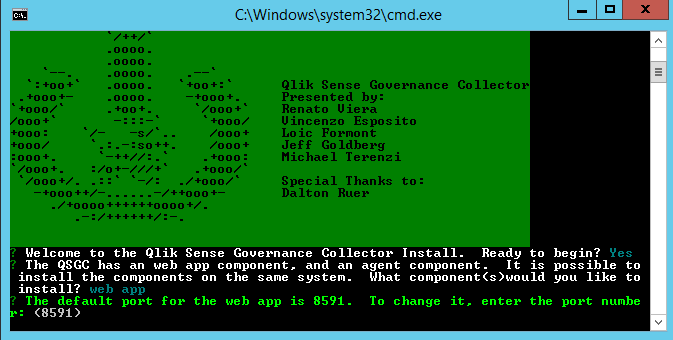 C:\Windows\system32\cmd.exe
Qlik Sense Governance Collector
Presented by:
Renato Viera
Vincenzo Esposito
Loic Formont
Jeff Goldberg
Michael Terenzi
Special Thanks to:
Dalton Ruer
? Welcome to the Qlik Sense Governance Collector Install.  Ready to begin? Yes
? The QSGC has an web app component, and an agent component.  It is possible to
install the components on the same system.  What component(s)would you like to
install? web app
? The default port for the web app is 8591.  To change it, enter the port numbe
r: (8591)